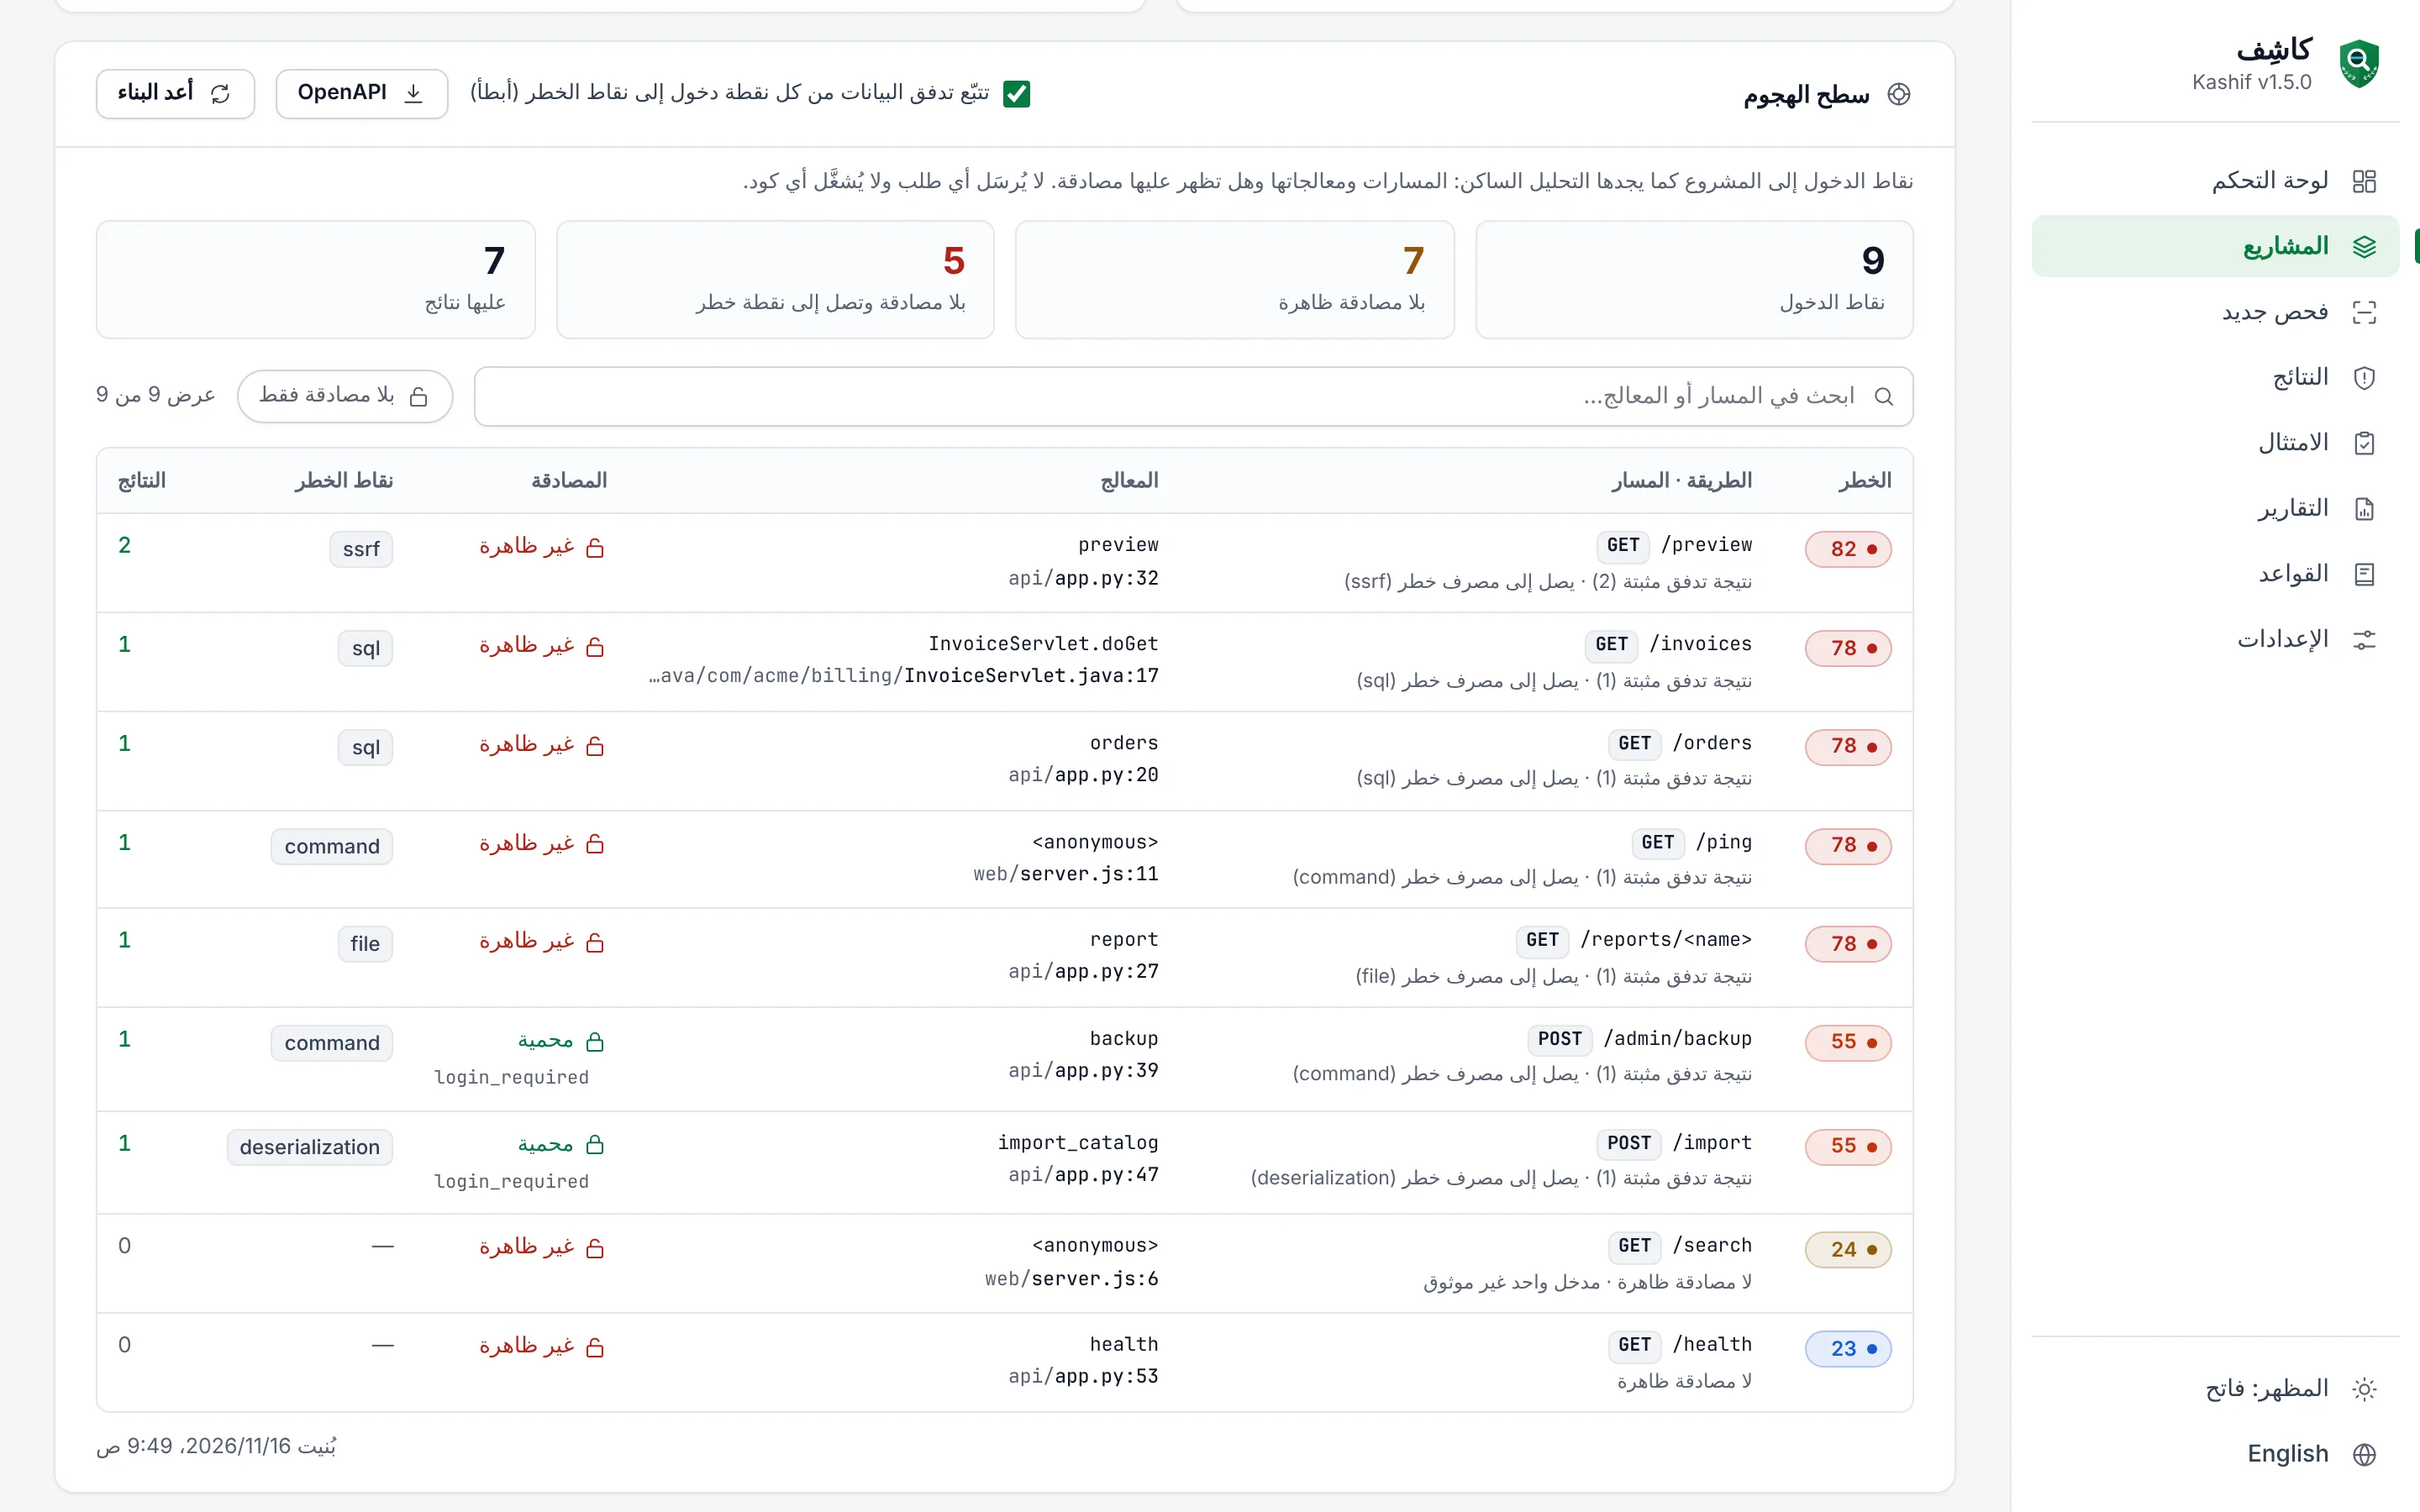 كاشِف
Kashif v1.5.0
لوحة التحكم
المشاريع
فحص جديد
النتائج
الامتثال
التقارير
القواعد
الإعدادات
المظهر: فاتح
English
سطح الهجوم
تتبّع تدفق البيانات من كل نقطة دخول إلى نقاط الخطر (أبطأ)
OpenAPI
أعد البناء
نقاط الدخول إلى المشروع كما يجدها التحليل الساكن: المسارات ومعالجاتها وهل تظهر عليها مصادقة. لا يُرسَل أي طلب ولا يُشغَّل أي كود.
9
نقاط الدخول
7
بلا مصادقة ظاهرة
5
بلا مصادقة وتصل إلى نقطة خطر
7
عليها نتائج
ابحث في المسار أو المعالج...
بلا مصادقة فقط
عرض 9 من 9
الخطر الطريقة · المسار المعالج المصادقة نقاط الخطر النتائج
82 GET /preview preview غير ظاهرة ssrf 2
نتيجة تدفق مثبتة (2) · يصل إلى مصرف خطر (ssrf) api/app.py:32
78 GET /invoices InvoiceServlet.doGet غير ظاهرة sql 1
نتيجة تدفق مثبتة (1) · يصل إلى مصرف خطر (sql) …ava/com/acme/billing/InvoiceServlet.java:17
78 GET /orders orders غير ظاهرة sql 1
نتيجة تدفق مثبتة (1) · يصل إلى مصرف خطر (sql) api/app.py:20
78 GET /ping <anonymous> غير ظاهرة command 1
نتيجة تدفق مثبتة (1) · يصل إلى مصرف خطر (command) web/server.js:11
78 GET /reports/<name> report غير ظاهرة file 1
نتيجة تدفق مثبتة (1) · يصل إلى مصرف خطر (file) api/app.py:27
55 POST /admin/backup backup محمية command 1
نتيجة تدفق مثبتة (1) · يصل إلى مصرف خطر (command) api/app.py:39 login_required
55 POST /import import_catalog محمية deserialization 1
نتيجة تدفق مثبتة (1) · يصل إلى مصرف خطر (deserialization) api/app.py:47 login_required
24 GET /search <anonymous> غير ظاهرة — 0
لا مصادقة ظاهرة · مدخل واحد غير موثوق web/server.js:6
23 GET /health health غير ظاهرة — 0
لا مصادقة ظاهرة api/app.py:53
بُنيت 2026/11/16، 9:49 ص